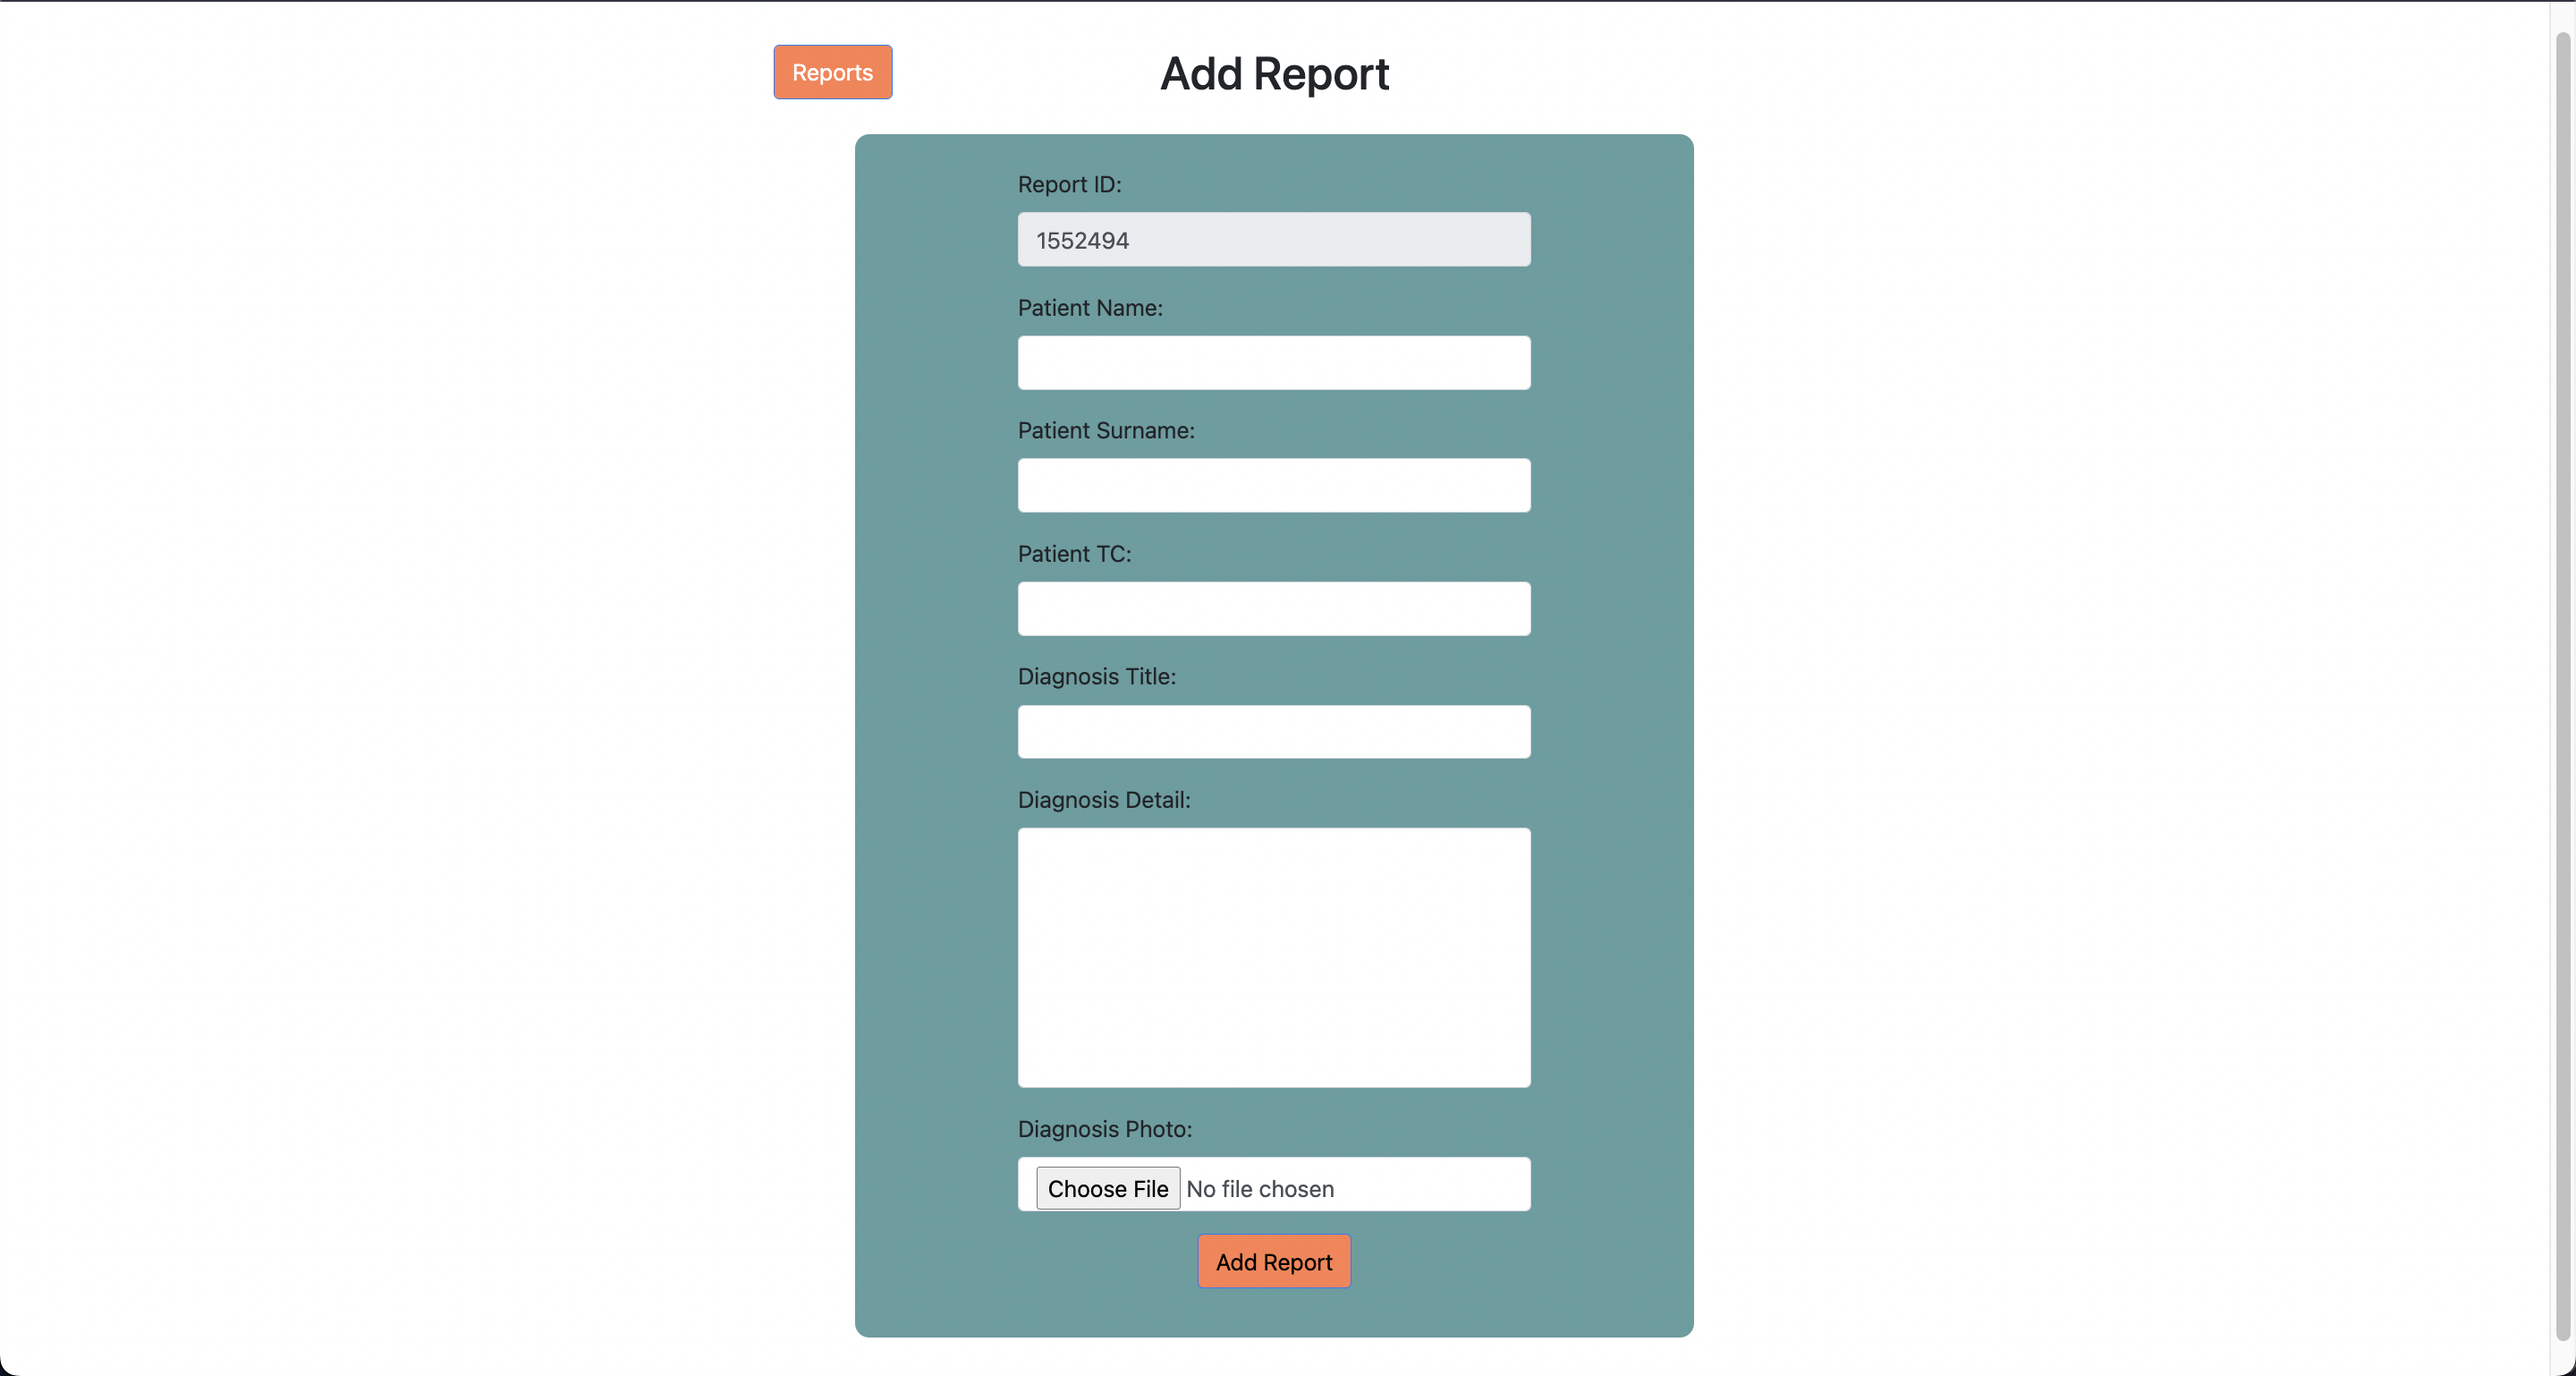 Reports
Add Report
Report ID:
1552494
Patient Name:
Patient Surname:
Patient TC:
Diagnosis Title:
Diagnosis Detail:
Diagnosis Photo:
Choose File No file chosen
Add Report